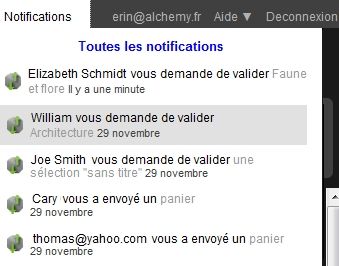 Notifications erin@alchemy.fr Aide ▼ Deconnexion
Toutes les notifications
Elizabeth Schmidt vous demande de valider Faune
et flore Il y a une minute
William vous demande de valider
Architecture 29 novembre
Joe Smith vous demande de valider une
sélection "sans titre" 29 novembre
Cary vous a envoyé un panier
29 novembre
thomas@yahoo.com vous a envoyé un panier
29 novembre